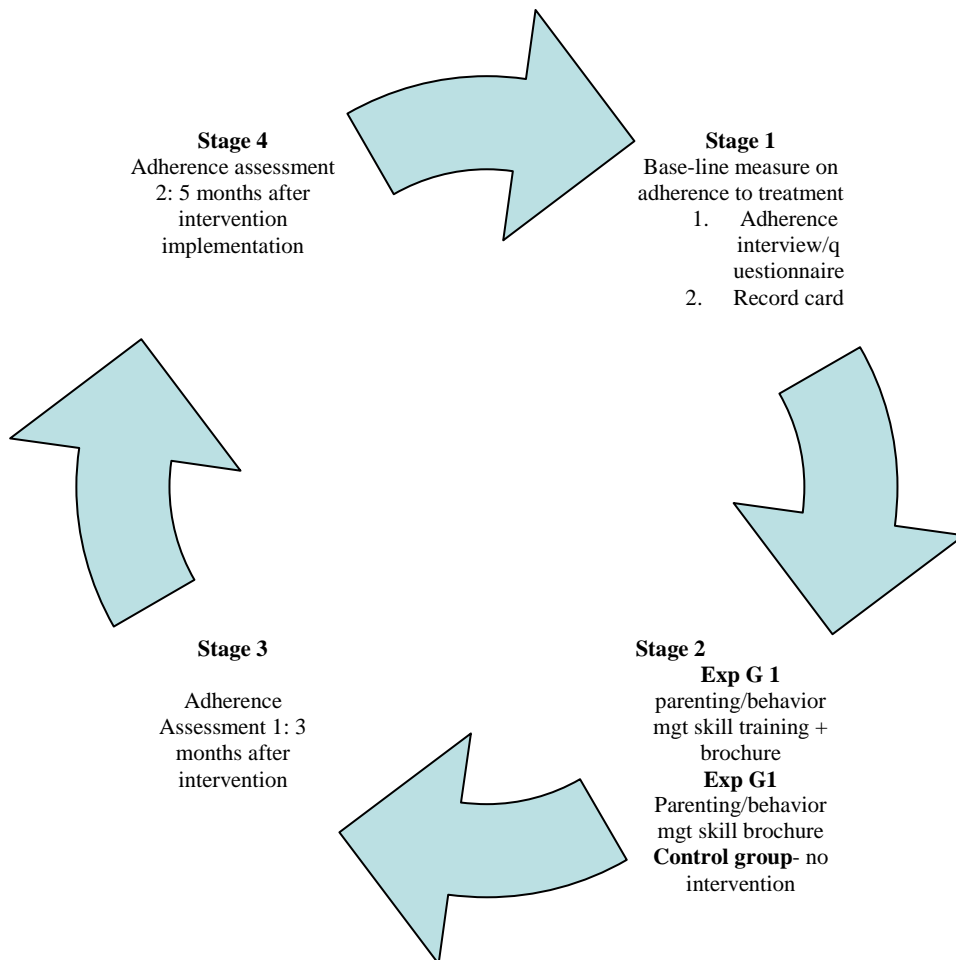 Stage 1
Base-line measure on
adherence to treatment
1. Adherence
interview/q
uestionnaire
2. Record card
Stage 2
Exp G 1
parenting/behavior
mgt skill training +
brochure
Exp G1
Parenting/behavior
mgt skill brochure
Control group- no
intervention
Stage 3
Adherence
Assessment 1: 3
months after
intervention
Stage 4
Adherence assessment
2: 5 months after
intervention
implementation